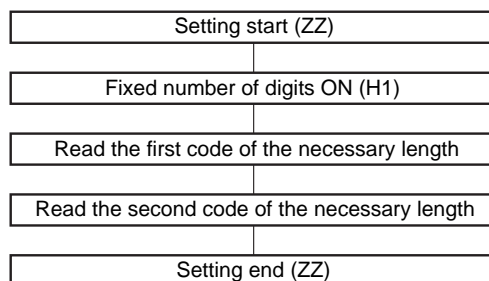 Setting start (ZZ)
Fixed number of digits ON (H1)
Read the first code of the necessary length
Read the second code of the necessary length
Setting end (ZZ)